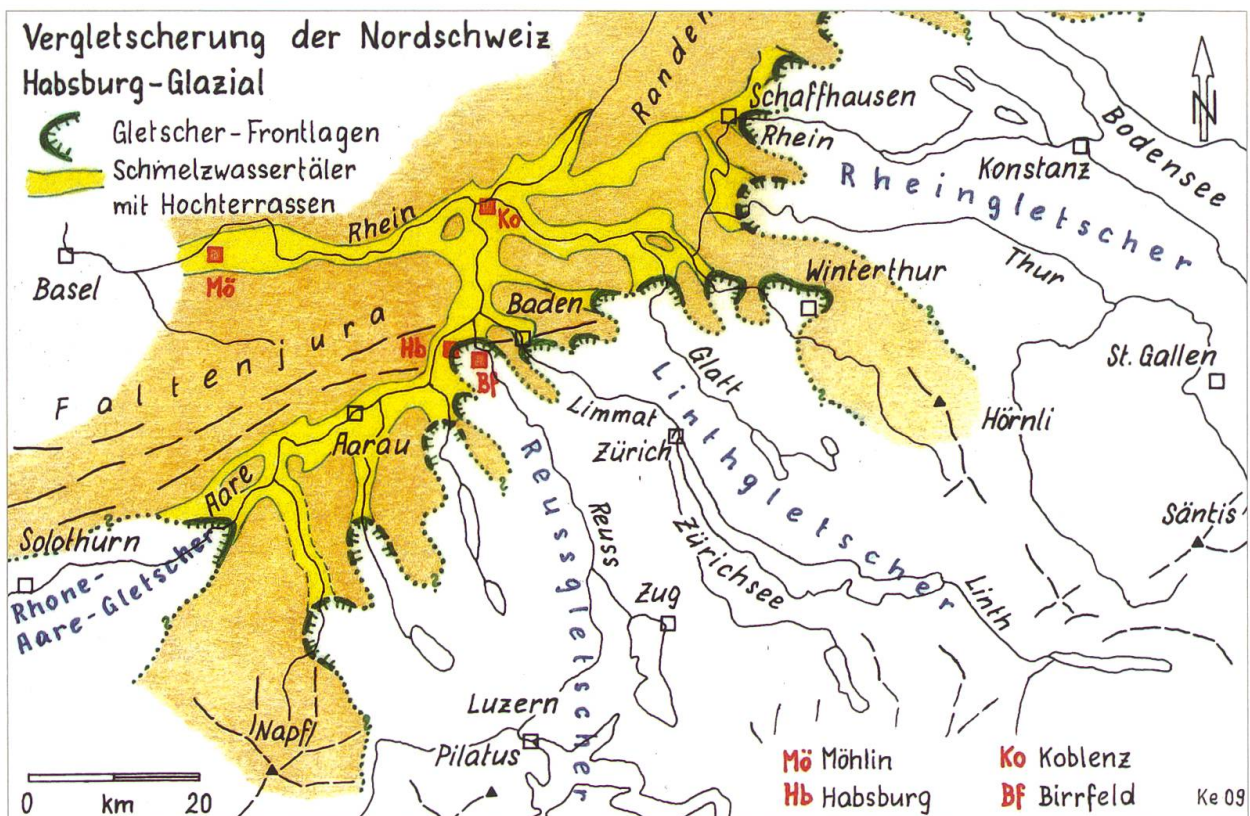 Vergletscherung der Nordschweiz
Habsburg-Glazial
Gletscher-Frontlagen
Schmelzwassertäler
mit Hochterrassen
Randen
Schaffhausen
Rhein
Konstanz
Bodensee
N
Rheingletscher
Rhein
Ko
Basel
Mö
Thur
Winterthur
Baden
Hb
Bf
Faltenjura
Glatt
St. Gallen
Limmat
Zürich
Linthgletscher
Hörnli
Aarau
Aare
Reussgletscher
Reuss
Säntis
Solothurn
Rhone-
Aare-Gletscher
Zürichsee
Linth
Zug
Napf
Luzern
Pilatus
Mö Möhlin
Ko Koblenz
Hb Habsburg
Bf Birrfeld
0 km 20
Ke 09
? ? ? ? ? ? ? ?